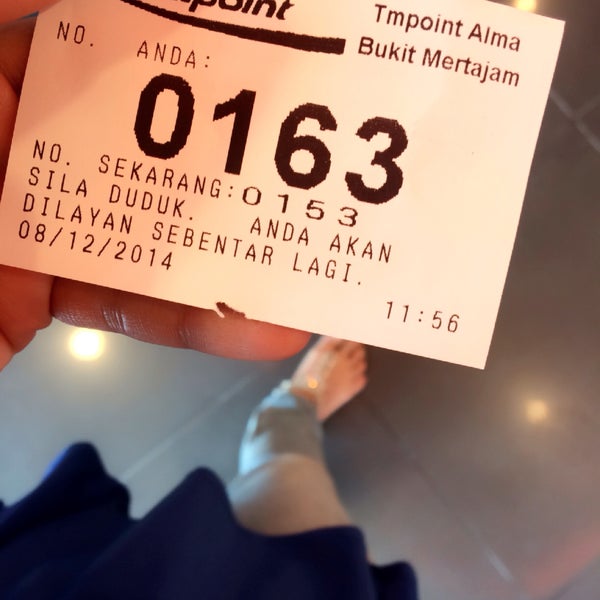 Tmpoint Alma
Bukit Mertajam
NO. ANDA:
0163
NO. SEKARANG:0153
SILA DUDUK. ANDA AKAN
DILAYAN SEBENTAR LAGI.
08/12/2014 11:56